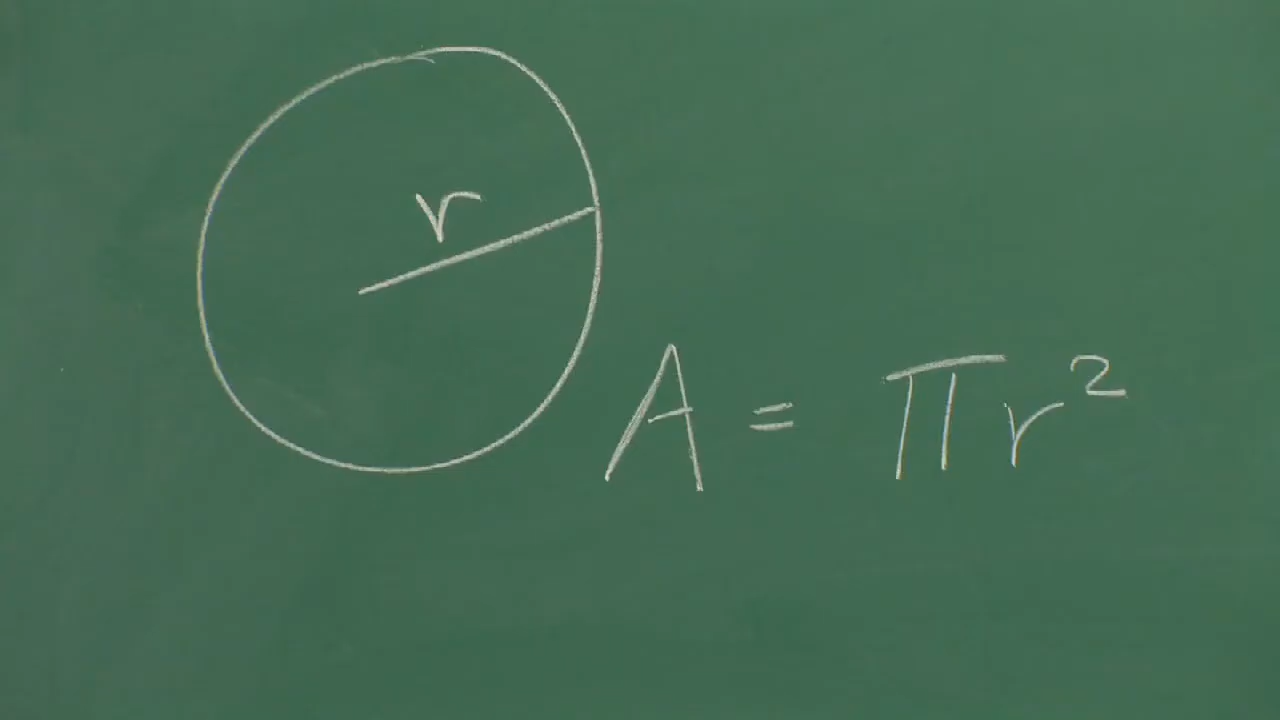 r
A = πr²